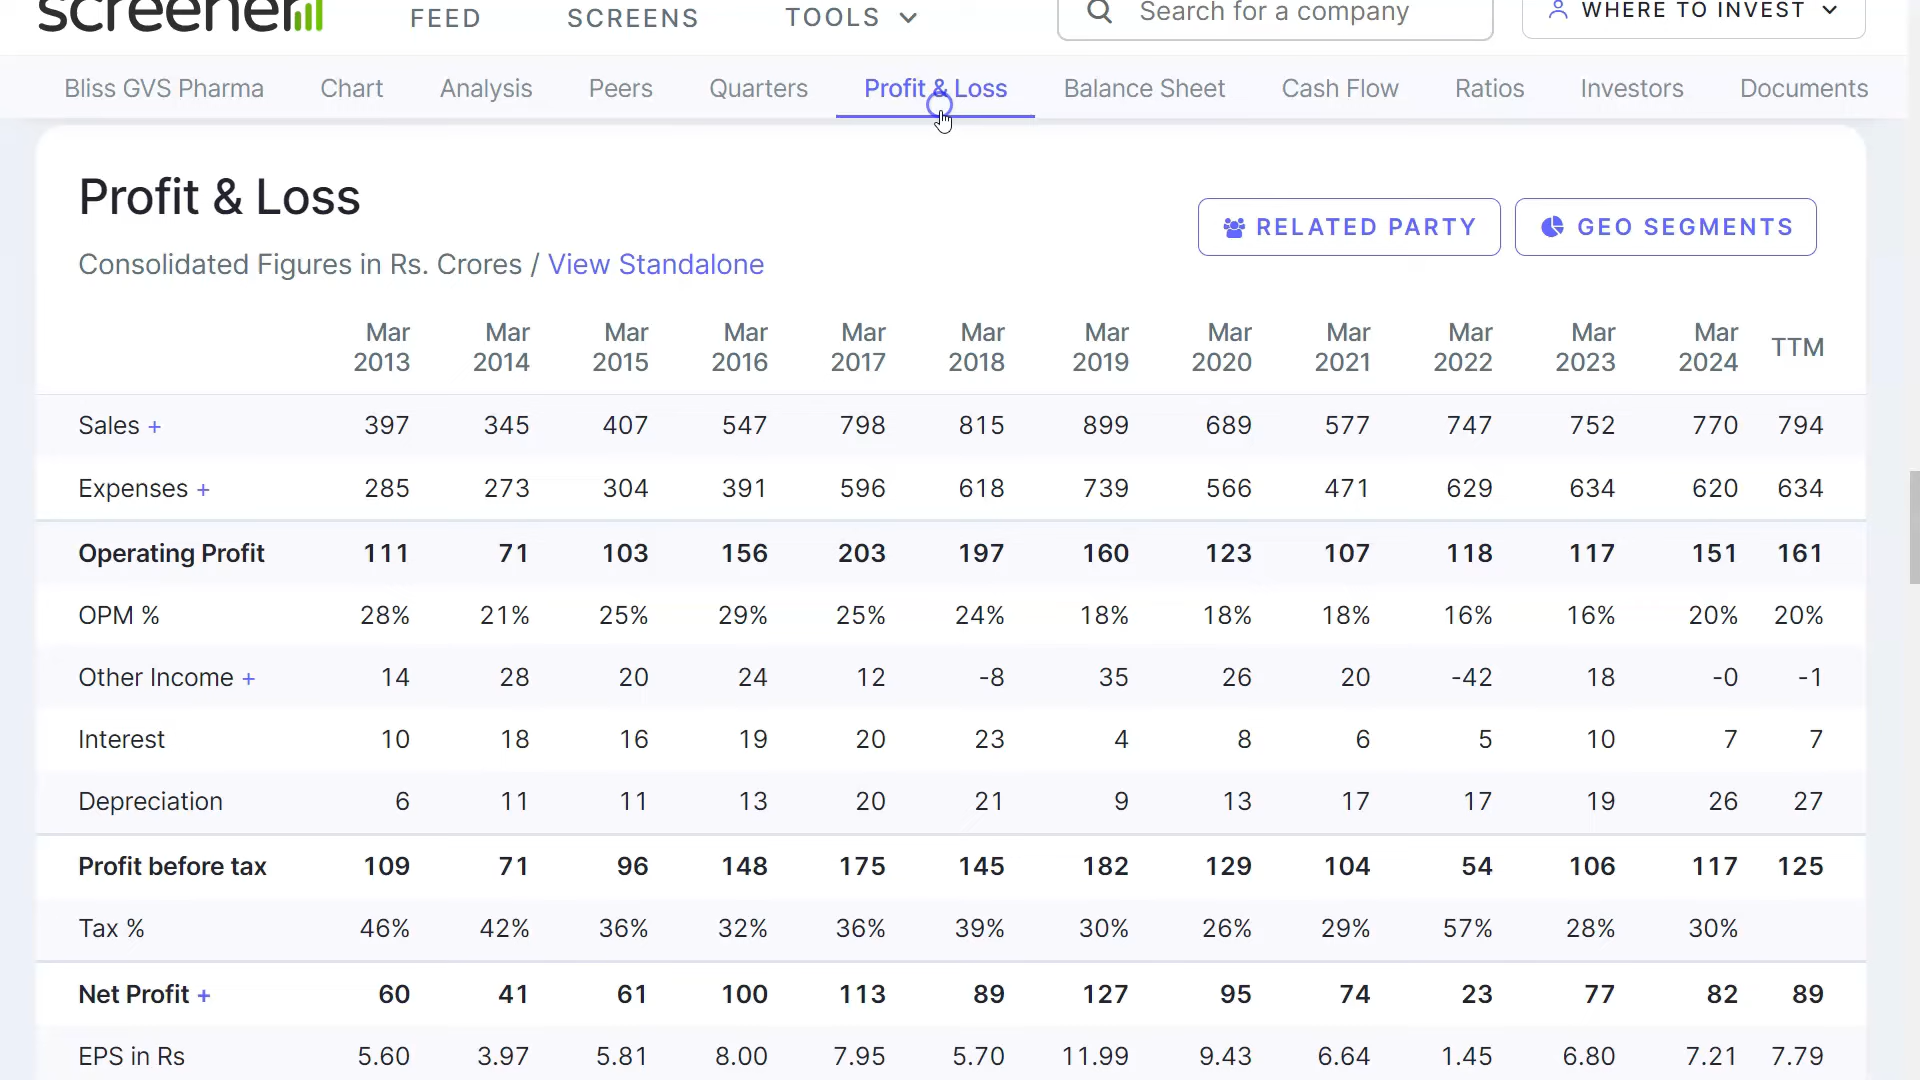 screener
FEED SCREENS TOOLS Search for a company WHERE TO INVEST
Bliss GVS Pharma Chart Analysis Peers Quarters Profit & Loss Balance Sheet Cash Flow Ratios Investors Documents
Profit & Loss
RELATED PARTY GEO SEGMENTS
Consolidated Figures in Rs. Crores / View Standalone
Mar 2013 Mar 2014 Mar 2015 Mar 2016 Mar 2017 Mar 2018 Mar 2019 Mar 2020 Mar 2021 Mar 2022 Mar 2023 Mar 2024 TTM
Sales + 397 345 407 547 798 815 899 689 577 747 752 770 794
Expenses + 285 273 304 391 596 618 739 566 471 629 634 620 634
Operating Profit 111 71 103 156 203 197 160 123 107 118 117 151 161
OPM % 28% 21% 25% 29% 25% 24% 18% 18% 18% 16% 16% 20% 20%
Other Income + 14 28 20 24 12 -8 35 26 20 -42 18 -0 -1
Interest 10 18 16 19 20 23 4 8 6 5 10 7 7
Depreciation 6 11 11 13 20 21 9 13 17 17 19 26 27
Profit before tax 109 71 96 148 175 145 182 129 104 54 106 117 125
Tax % 46% 42% 36% 32% 36% 39% 30% 26% 29% 57% 28% 30%
Net Profit + 60 41 61 100 113 89 127 95 74 23 77 82 89
EPS in Rs 5.60 3.97 5.81 8.00 7.95 5.70 11.99 9.43 6.64 1.45 6.80 7.21 7.79